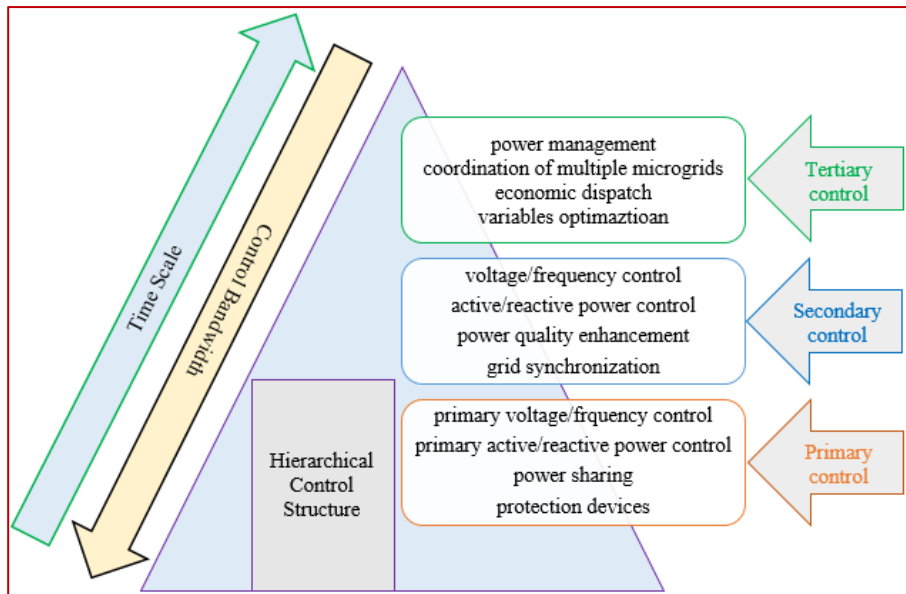 Time Scale
Control Bandwidth
power management
coordination of multiple microgrids
economic dispatch
variables optimaztioan
Tertiary
control
voltage/frequency control
active/reactive power control
power quality enhancement
grid synchronization
Secondary
control
primary voltage/frquency control
primary active/reactive power control
power sharing
protection devices
Primary
control
Hierarchical
Control
Structure